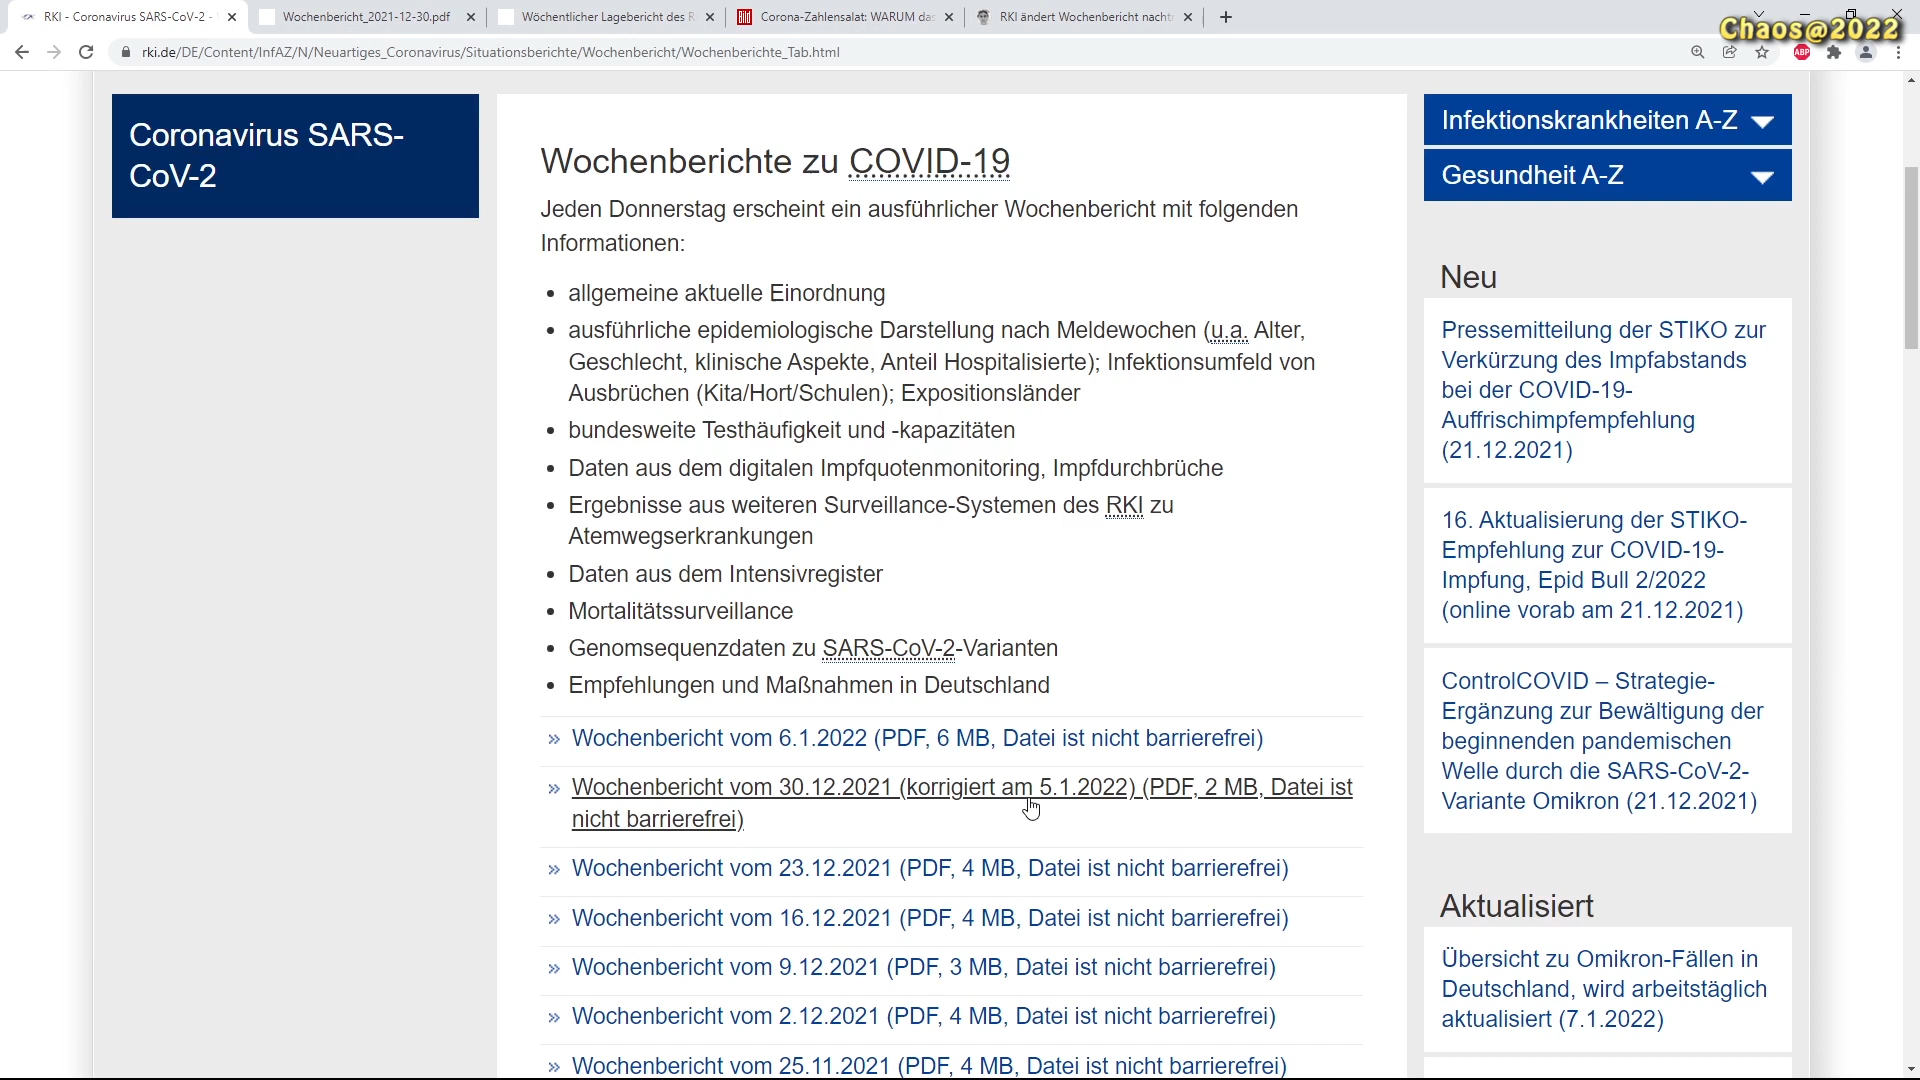 RKI - Coronavirus SARS-CoV-2 -
Wochenbericht_2021-12-30.pdf
Wöchentlicher Lagebericht des R
Corona-Zahlensalat: WARUM das
RKI ändert Wochenbericht nacht
Chaos@2022
rki.de/DE/Content/InfAZ/N/Neuartiges_Coronavirus/Situationsberichte/Wochenbericht/Wochenberichte_Tab.html
ABP
Coronavirus SARS-
CoV-2
Wochenberichte zu COVID-19
Jeden Donnerstag erscheint ein ausführlicher Wochenbericht mit folgenden
Informationen:
• allgemeine aktuelle Einordnung
• ausführliche epidemiologische Darstellung nach Meldewochen (u.a. Alter,
Geschlecht, klinische Aspekte, Anteil Hospitalisierte); Infektionsumfeld von
Ausbrüchen (Kita/Hort/Schulen); Expositionsländer
• bundesweite Testhäufigkeit und -kapazitäten
• Daten aus dem digitalen Impfquotenmonitoring, Impfdurchbrüche
• Ergebnisse aus weiteren Surveillance-Systemen des RKI zu
Atemwegserkrankungen
• Daten aus dem Intensivregister
• Mortalitätssurveillance
• Genomsequenzdaten zu SARS-CoV-2-Varianten
• Empfehlungen und Maßnahmen in Deutschland
» Wochenbericht vom 6.1.2022 (PDF, 6 MB, Datei ist nicht barrierefrei)
» Wochenbericht vom 30.12.2021 (korrigiert am 5.1.2022) (PDF, 2 MB, Datei ist
nicht barrierefrei)
» Wochenbericht vom 23.12.2021 (PDF, 4 MB, Datei ist nicht barrierefrei)
» Wochenbericht vom 16.12.2021 (PDF, 4 MB, Datei ist nicht barrierefrei)
» Wochenbericht vom 9.12.2021 (PDF, 3 MB, Datei ist nicht barrierefrei)
» Wochenbericht vom 2.12.2021 (PDF, 4 MB, Datei ist nicht barrierefrei)
» Wochenbericht vom 25.11.2021 (PDF, 4 MB, Datei ist nicht barrierefrei)
Infektionskrankheiten A-Z
Gesundheit A-Z
Neu
Pressemitteilung der STIKO zur
Verkürzung des Impfabstands
bei der COVID-19-
Auffrischimpfempfehlung
(21.12.2021)
16. Aktualisierung der STIKO-
Empfehlung zur COVID-19-
Impfung, Epid Bull 2/2022
(online vorab am 21.12.2021)
ControlCOVID – Strategie-
Ergänzung zur Bewältigung der
beginnenden pandemischen
Welle durch die SARS-CoV-2-
Variante Omikron (21.12.2021)
Aktualisiert
Übersicht zu Omikron-Fällen in
Deutschland, wird arbeitstäglich
aktualisiert (7.1.2022)